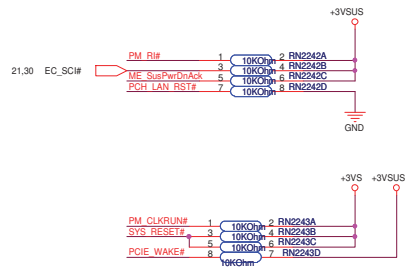 +3VSUS
PM_RI# 1 10KOhm 2 RN2242A
21,30 EC_SCI# 3 10KOhm 4 RN2242B
ME_SusPwrDnAck 5 10KOhm 6 RN2242C
PCH_LAN_RST# 7 10KOhm 8 RN2242D
GND
+3VS +3VSUS
PM_CLKRUN# 1 10KOhm 2 RN2243A
SYS_RESET# 3 10KOhm 4 RN2243B
5 10KOhm 6 RN2243C
PCIE_WAKE# 8 10KOhm 7 RN2243D